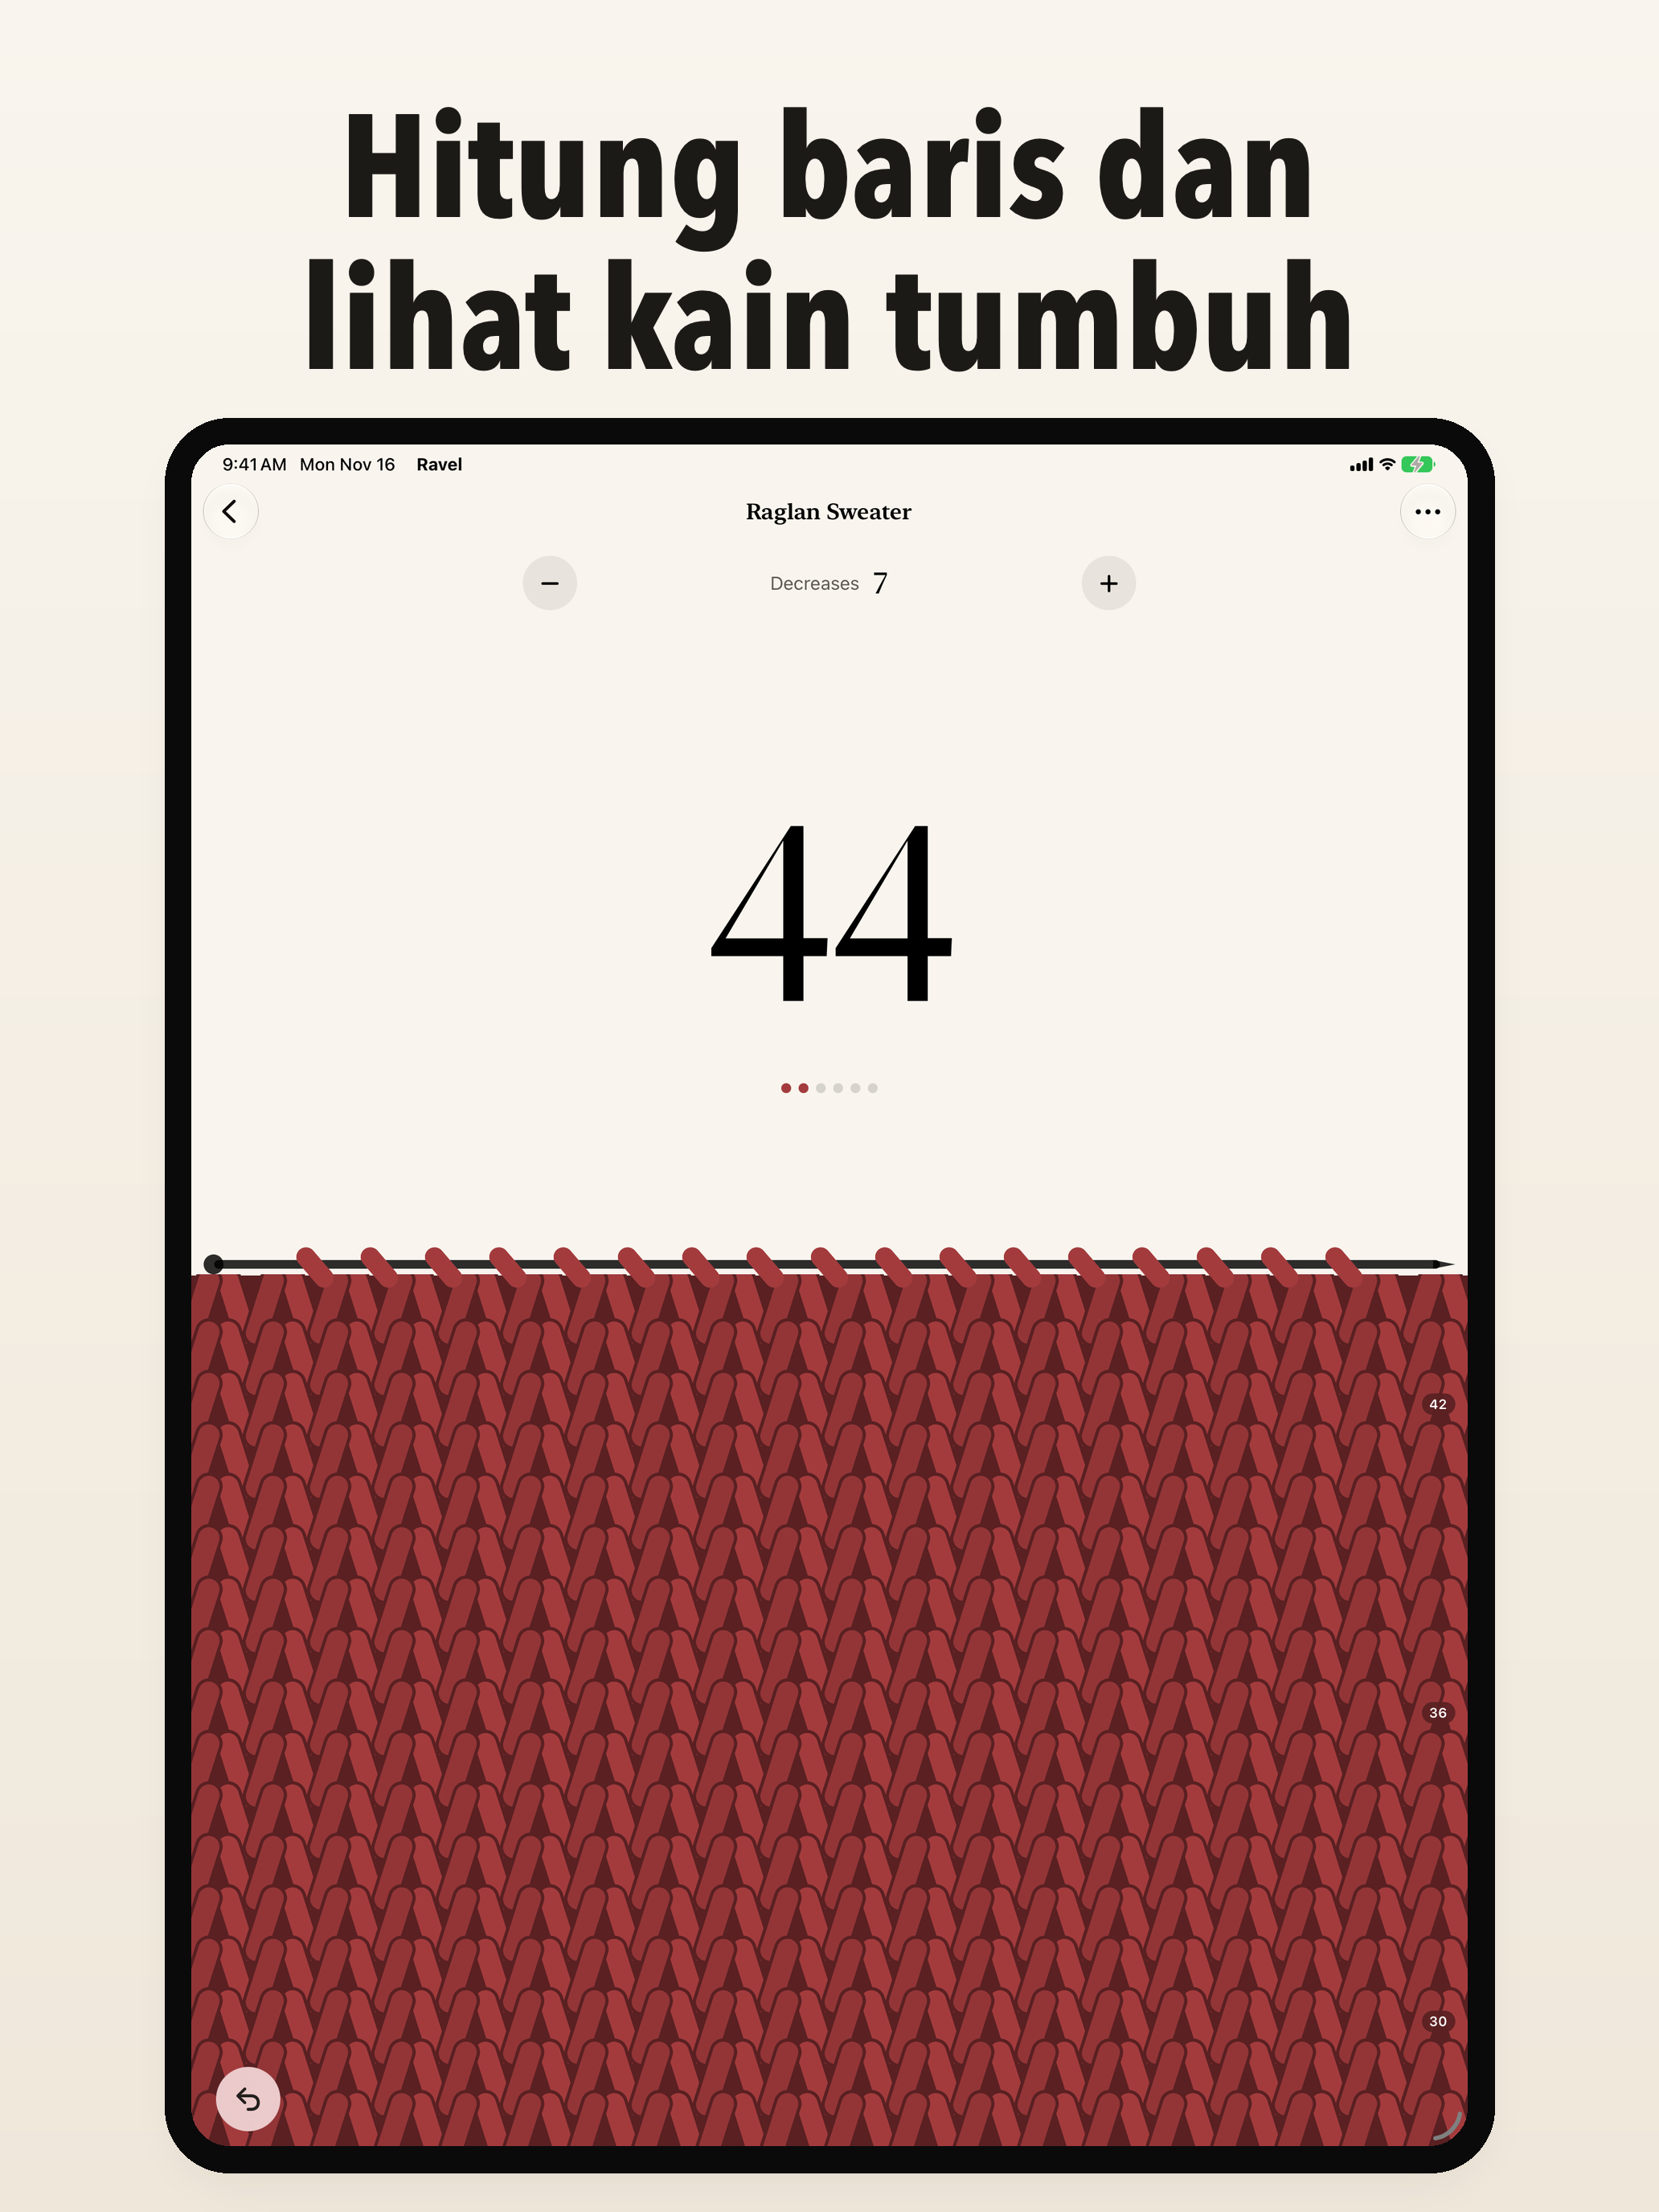 Hitung baris dan
lihat kain tumbuh
9:41 AM Mon Nov 16 Ravel
Raglan Sweater
Decreases 7
44
42
36
30